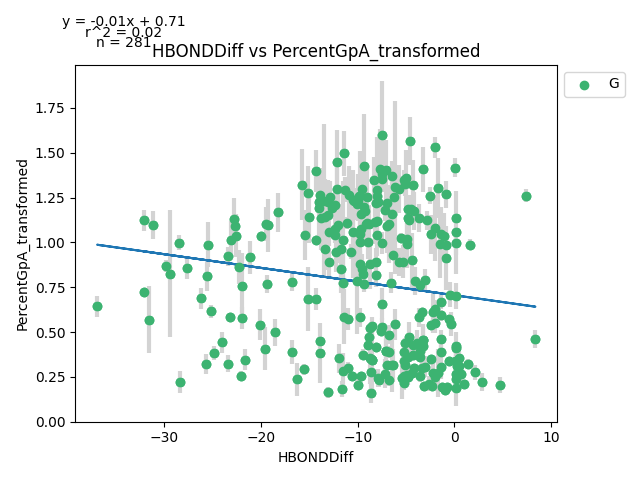 y = -0.01x + 0.71
r^2 = 0.02
n = 281
HBONDDiff vs PercentGpA_transformed
G
1.75
1.50
1.25
1.00
0.75
0.50
0.25
0.00
PercentGpA_transformed
−30 −20 −10 0 10
HBONDDiff